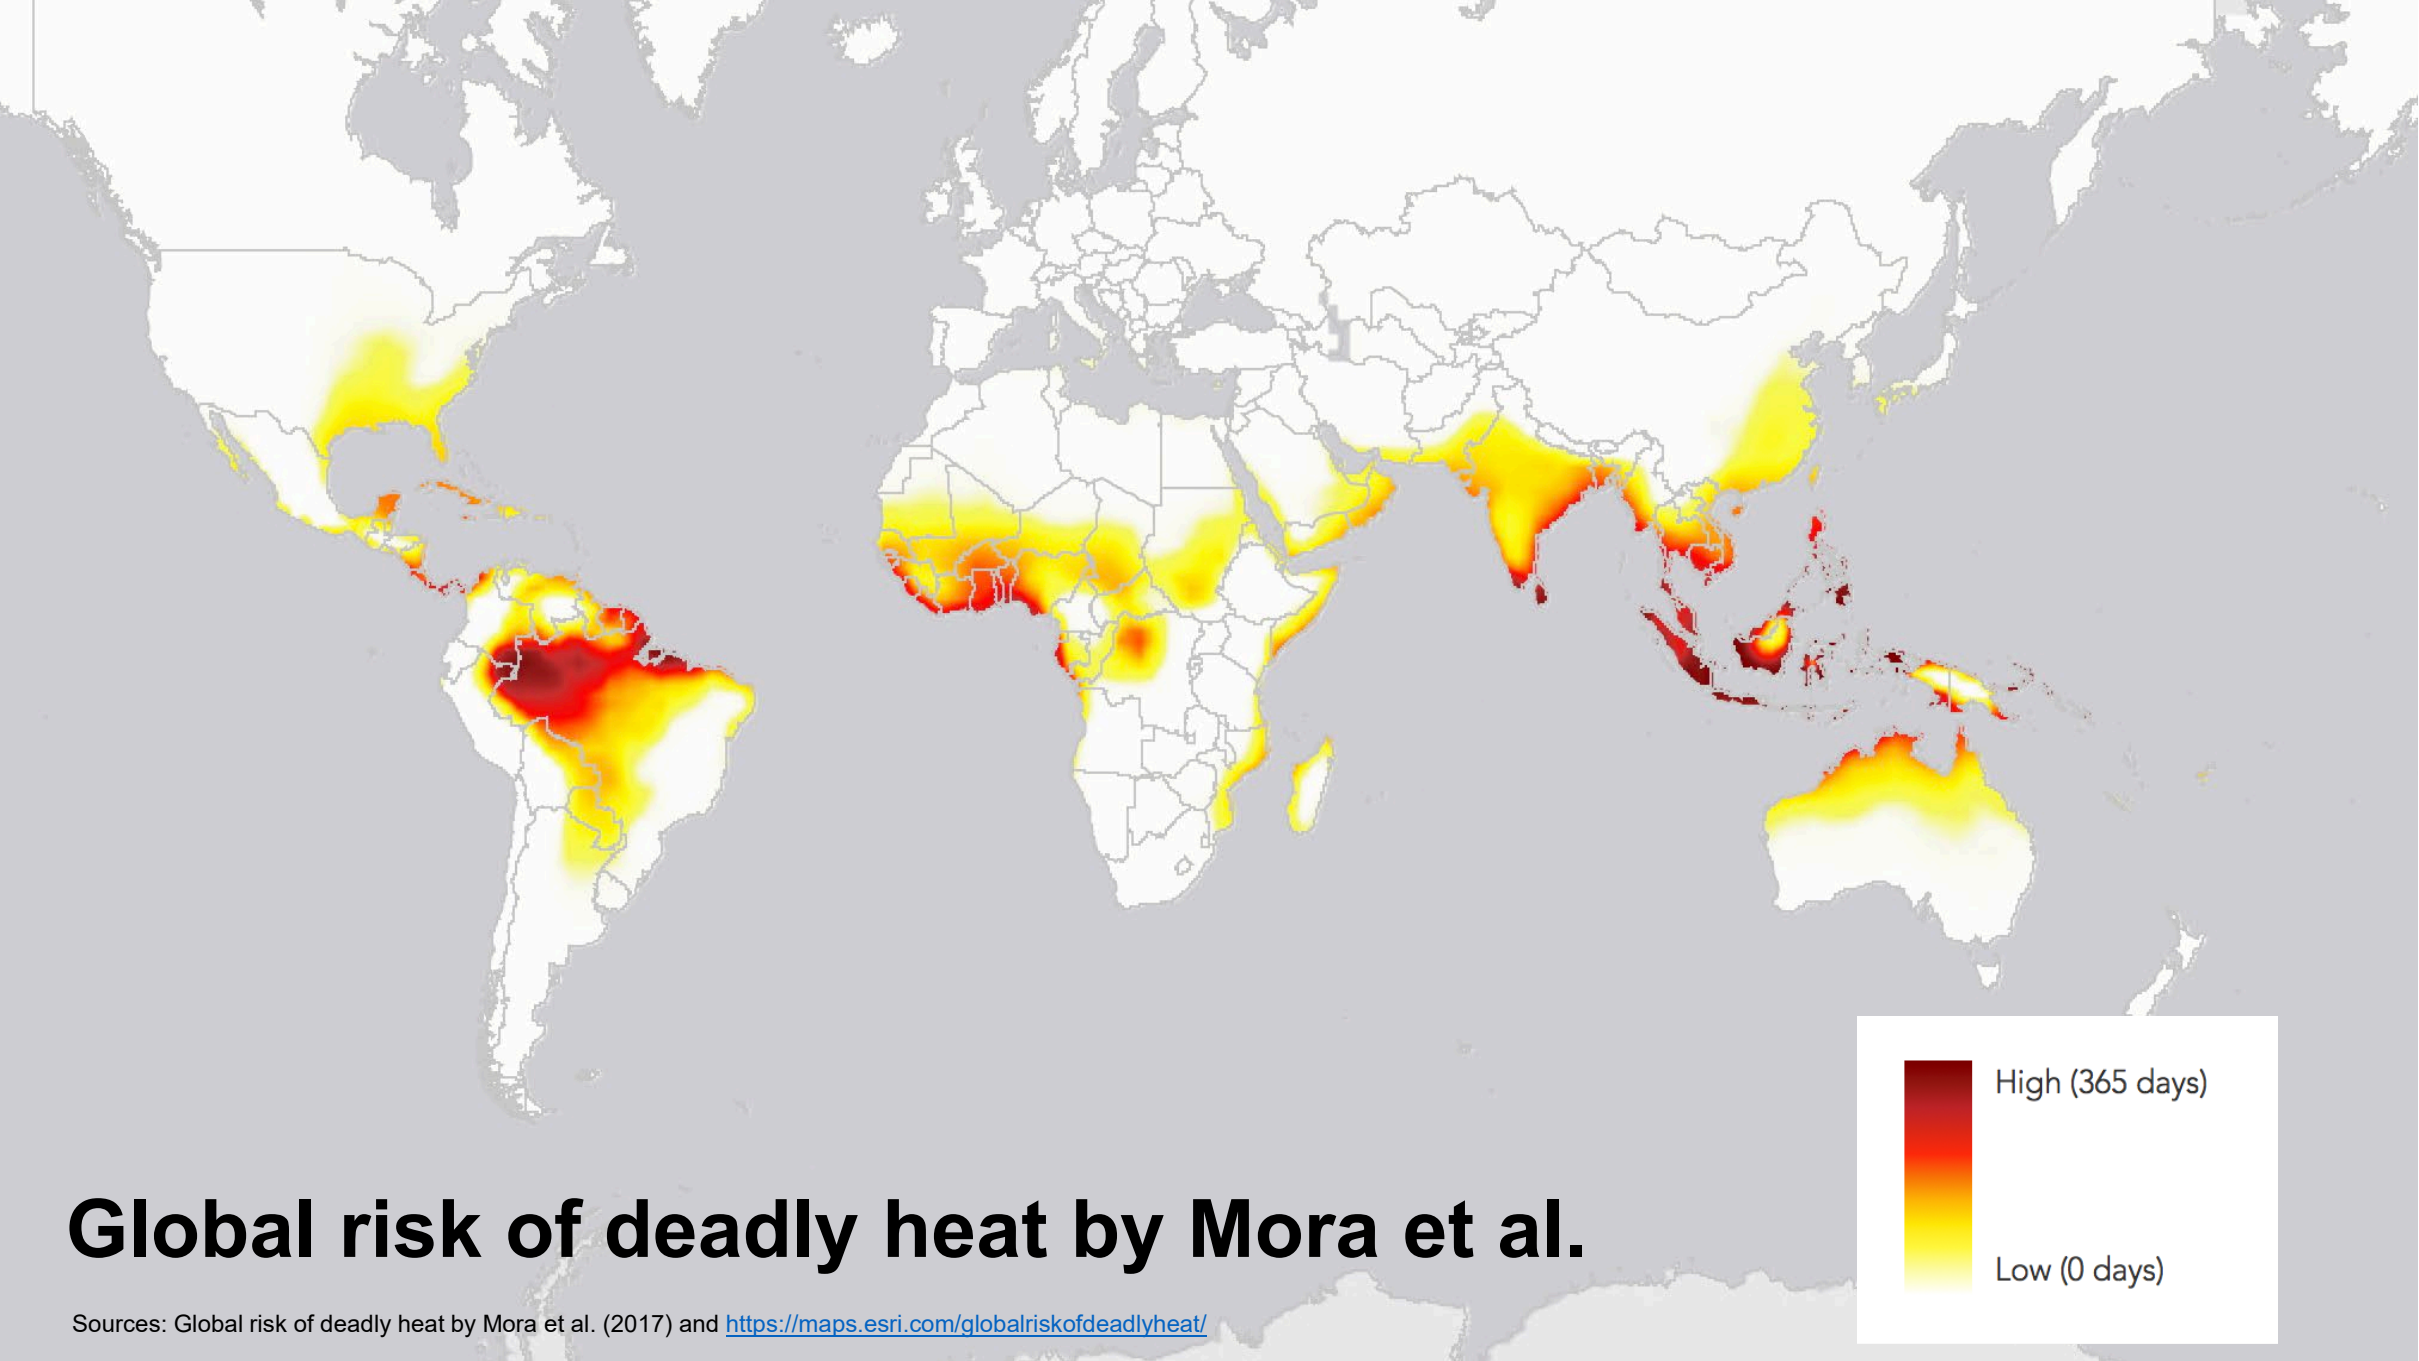 High (365 days)
Low (0 days)
Global risk of deadly heat by Mora et al.
Sources: Global risk of deadly heat by Mora et al. (2017) and https://maps.esri.com/globalriskofdeadlyheat/